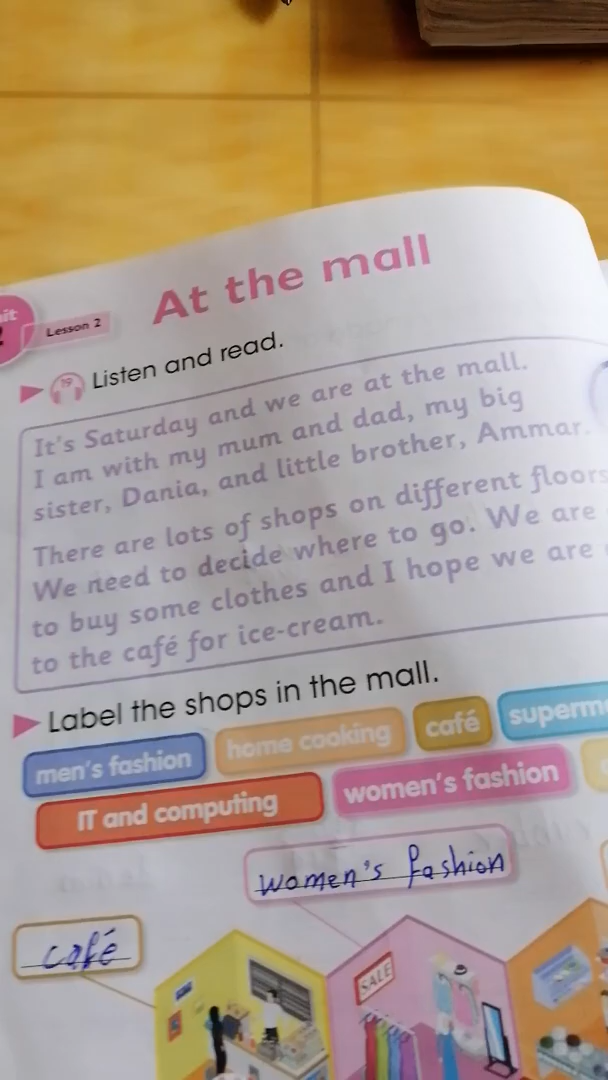 At the mall
Lesson 2
19 Listen and read.
It's Saturday and we are at the mall.
I am with my mum and dad, my big
sister, Dania, and little brother, Ammar.
There are lots of shops on different floors
We need to decide where to go. We are
to buy some clothes and I hope we are
to the café for ice-cream.
Label the shops in the mall.
men's fashion home cooking café
IT and computing women's fashion
women's fashion
café
SALE